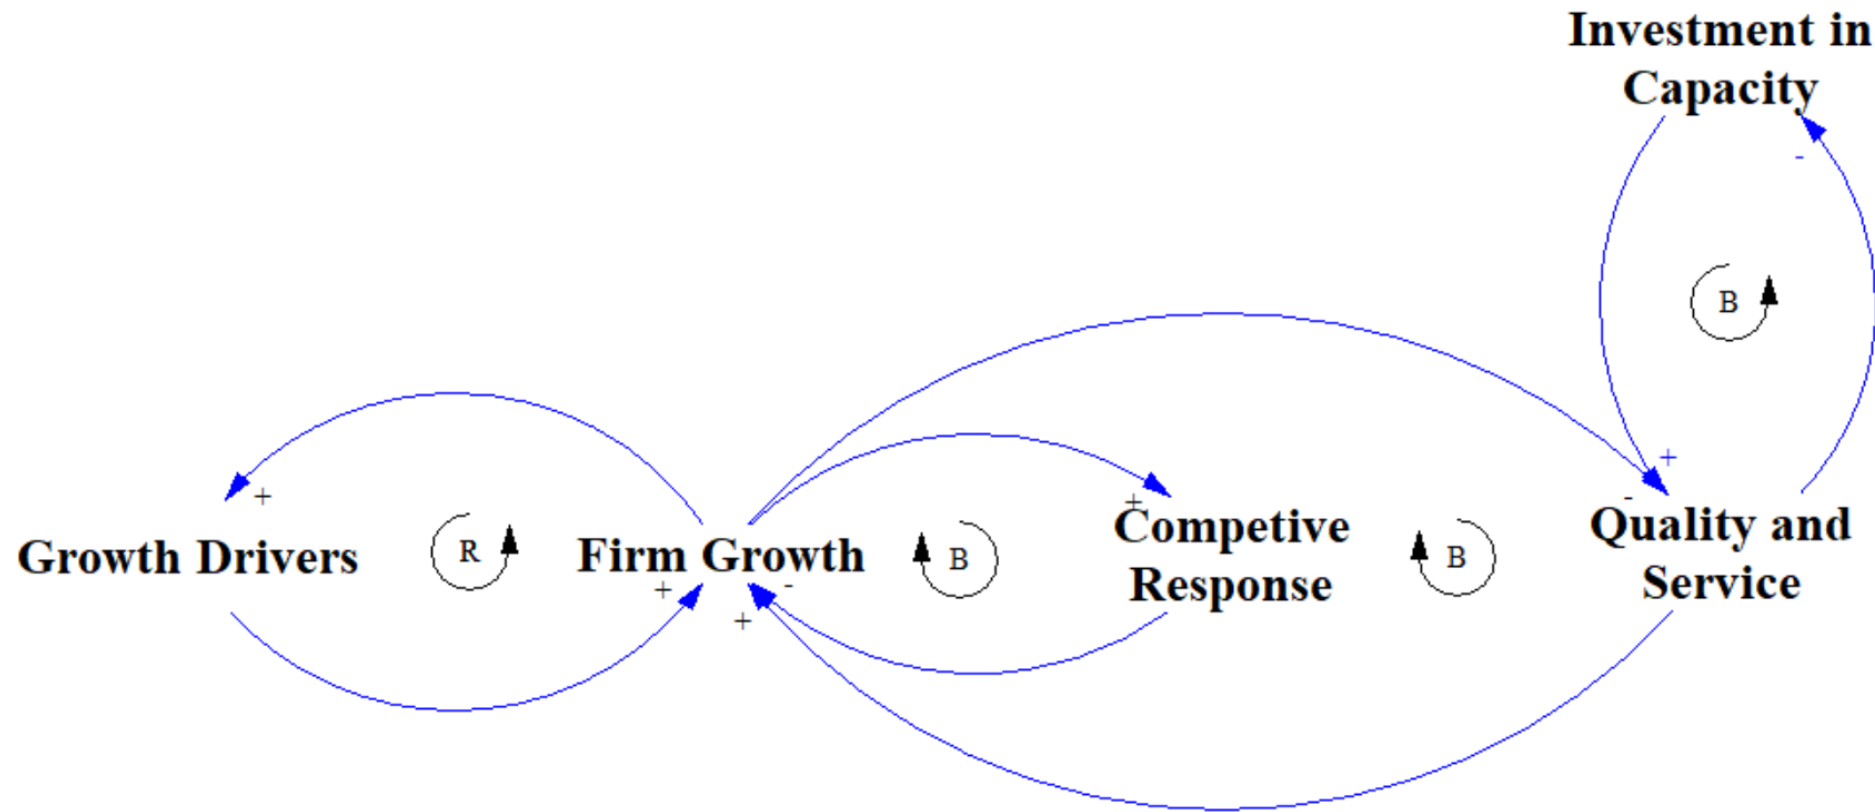 Investment in
Capacity
-
B
+
-
+
Growth Drivers
R
Firm Growth
+
-
+
B
+
Competive
Response
B
Quality and
Service